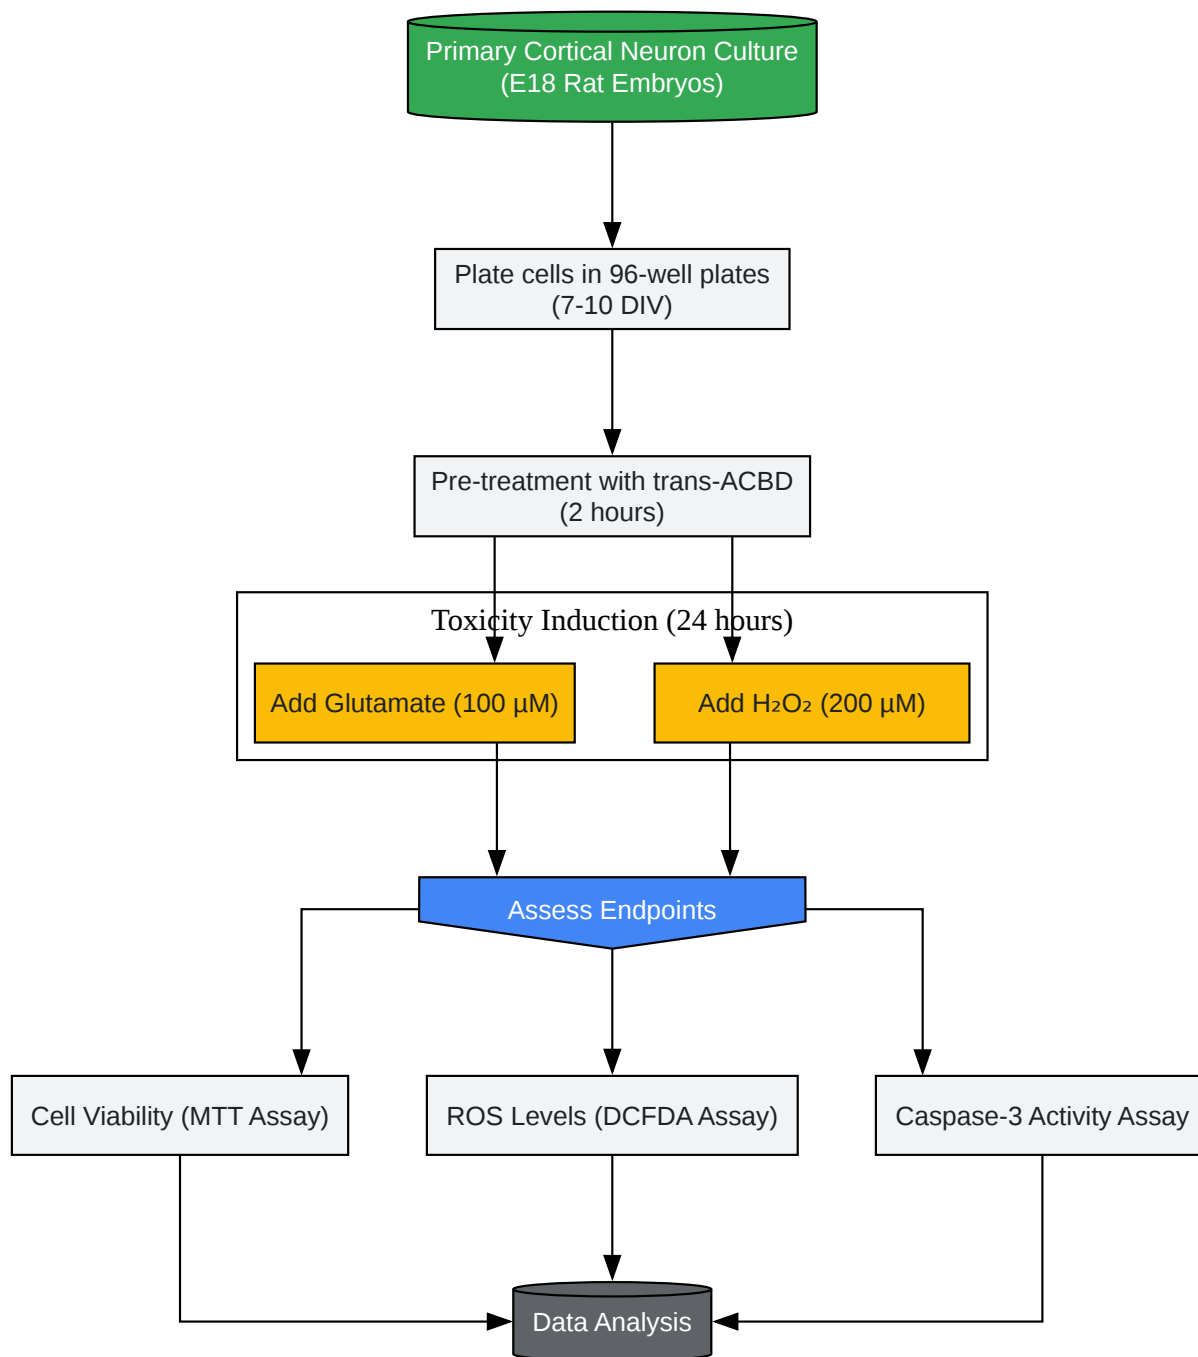 Primary Cortical Neuron Culture
(E18 Rat Embryos)
Plate cells in 96-well plates
(7-10 DIV)
Pre-treatment with trans-ACBD
(2 hours)
Toxicity Induction (24 hours)
Add Glutamate (100 µM)
Add H₂O₂ (200 µM)
Assess Endpoints
Cell Viability (MTT Assay)
ROS Levels (DCFDA Assay)
Caspase-3 Activity Assay
Data Analysis